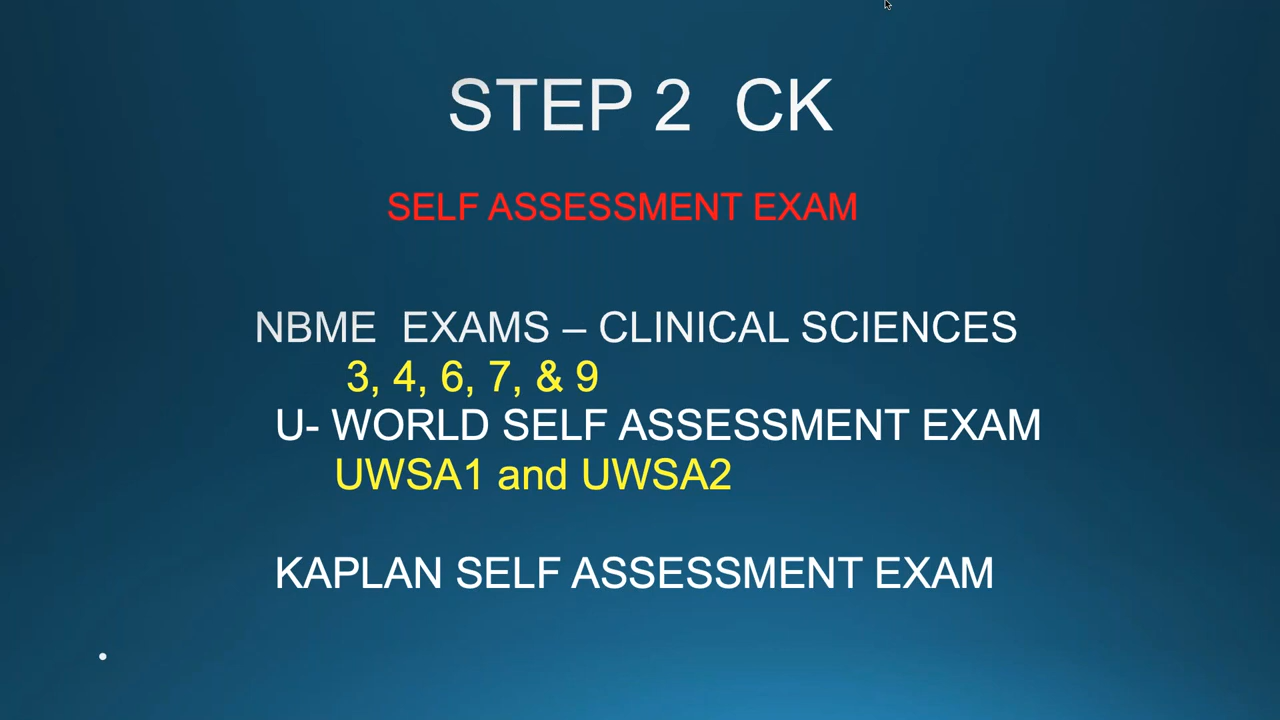 STEP 2 CK
SELF ASSESSMENT EXAM
NBME EXAMS – CLINICAL SCIENCES
3, 4, 6, 7, & 9
U- WORLD SELF ASSESSMENT EXAM
UWSA1 and UWSA2
KAPLAN SELF ASSESSMENT EXAM